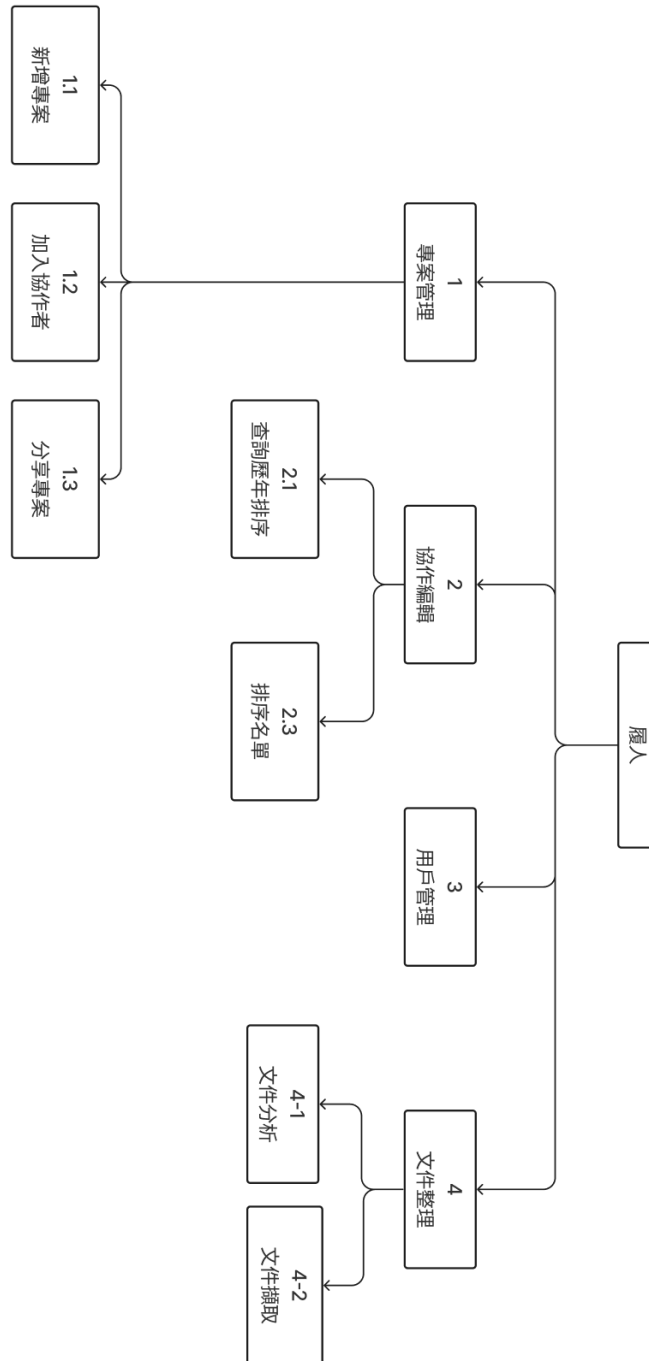 履人
1
專案管理
2
協作編輯
3
用戶管理
4
文件整理
1.1
新增專案
1.2
加入協作者
1.3
分享專案
2.1
查詢歷年排序
2.3
排序名單
4-1
文件分析
4-2
文件擷取